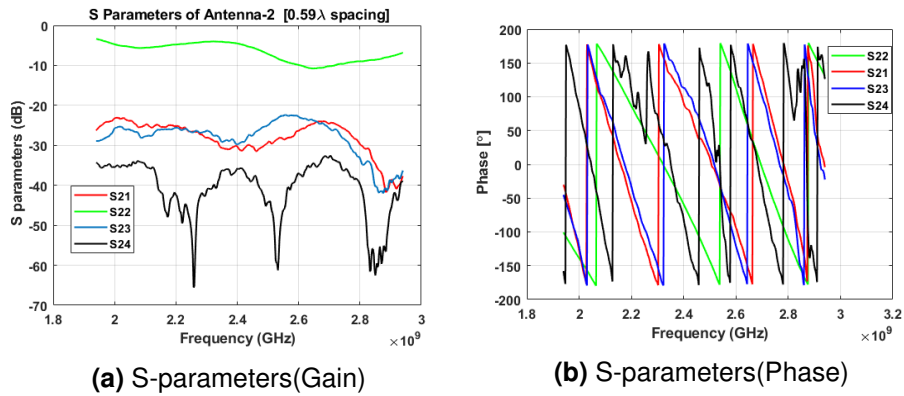 S Parameters of Antenna-2 [0.59λ spacing]
0
-10
-20
-30
-40
-50
-60
-70
S parameters (dB)
S21
S22
S23
S24
1.8
2
2.2
2.4
2.6
2.8
3
Frequency (GHz)
×10⁹
(a) S-parameters(Gain)
200
150
100
50
0
-50
-100
-150
-200
Phase [°]
S22
S21
S23
S24
1.8
2
2.2
2.4
2.6
2.8
3
3.2
Frequency (GHz)
×10⁹
(b) S-parameters(Phase)